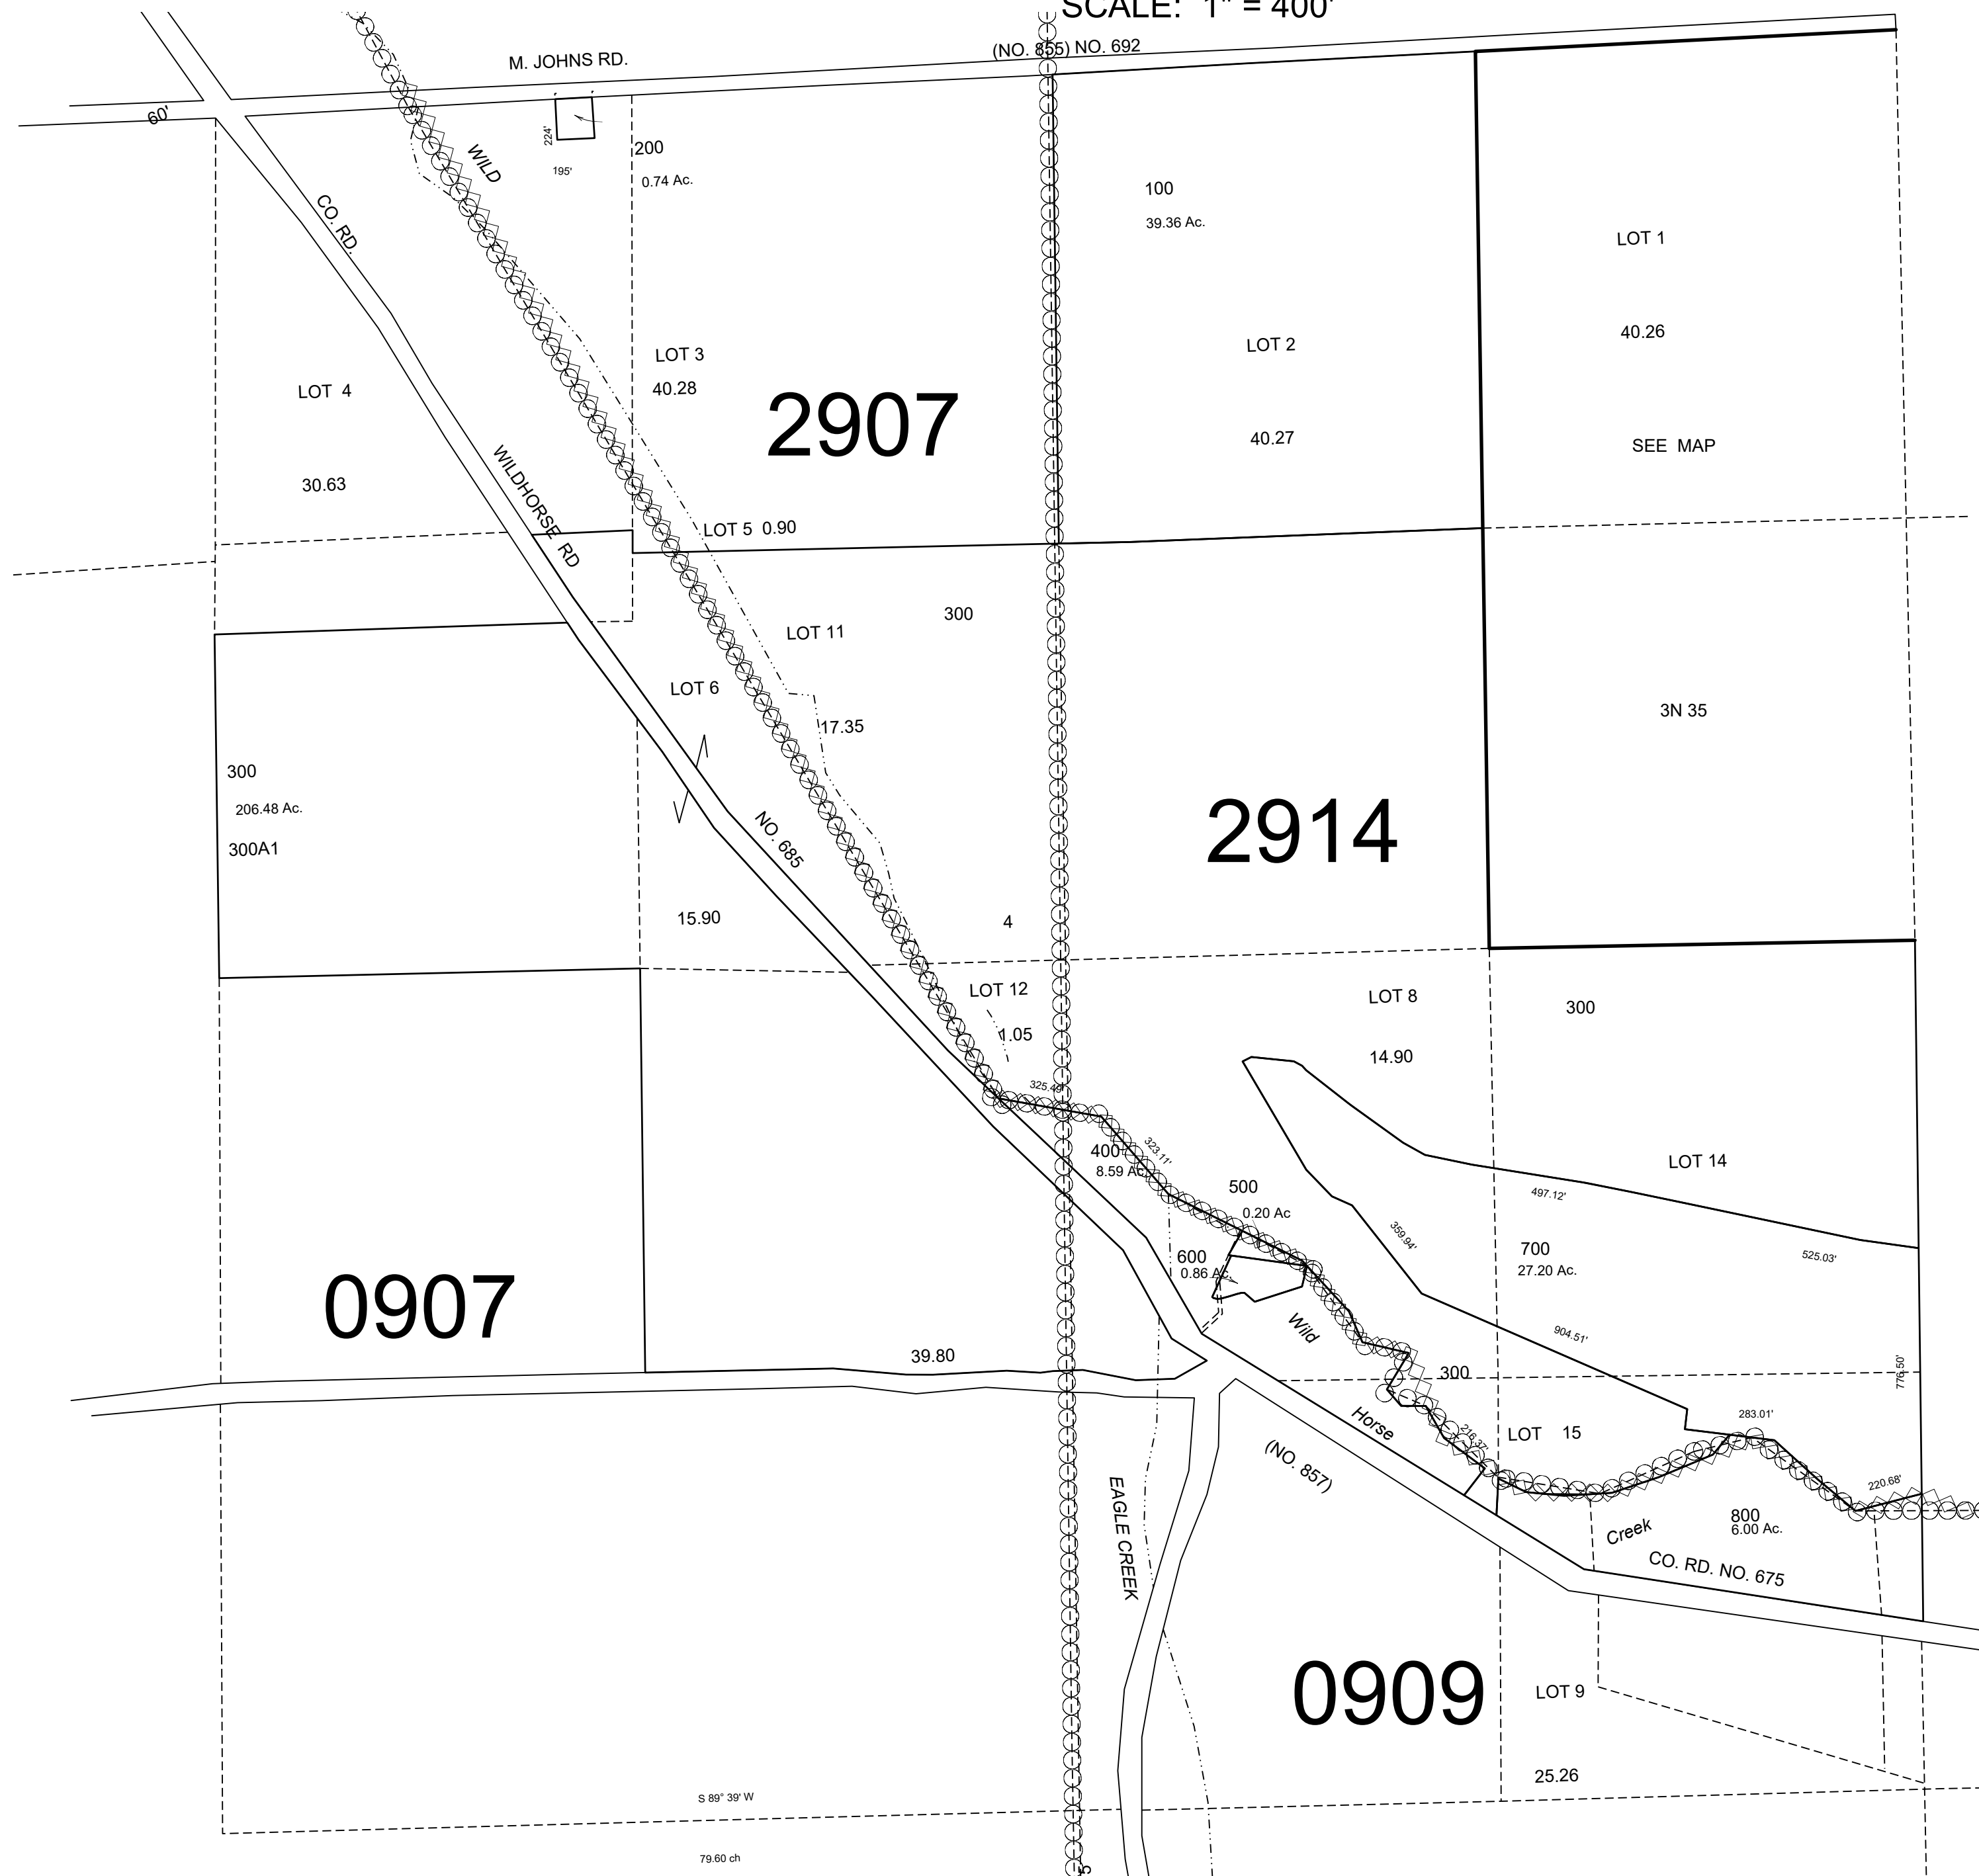 SCALE: 1" = 400'
(NO. 855) NO. 692
M. JOHNS RD.
60'
224'
195'
WILD
200
0.74 Ac.
100
39.36 Ac.
CO. RD.
LOT 1
40.26
SEE MAP
LOT 3
40.28
LOT 2
40.27
LOT 4
30.63
2907
WILDHORSE RD
LOT 5 0.90
300
LOT 11
LOT 6
17.35
3N 35
300
206.48 Ac.
300A1
2914
NO. 685
15.90
4
LOT 12
1.05
LOT 8
14.90
300
325.49'
323.11'
400
8.59 Ac.
LOT 14
500
0.20 Ac
497.12'
359.94'
600
0.86 Ac.
700
27.20 Ac.
525.03'
0907
Wild
904.51'
39.80
300
776.50'
Horse
216.37'
LOT 15
283.01'
(NO. 857)
220.68'
EAGLE CREEK
Creek
800
6.00 Ac.
CO. RD. NO. 675
0909
LOT 9
25.26
S 89° 39' W
79.60 ch
5